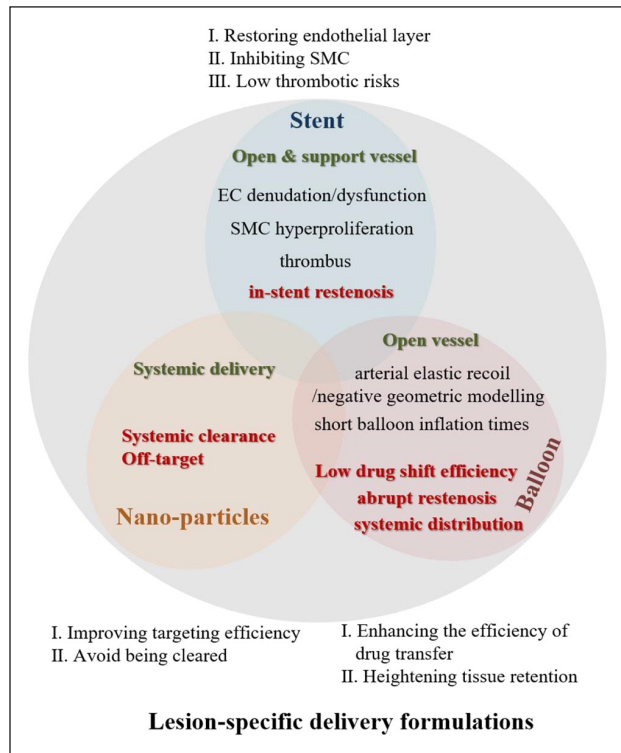 I. Restoring endothelial layer
II. Inhibiting SMC
III. Low thrombotic risks
Stent
Open & support vessel
EC denudation/dysfunction
SMC hyperproliferation
thrombus
in-stent restenosis
Systemic delivery
Systemic clearance
Off-target
Nano-particles
Open vessel
arterial elastic recoil
/negative geometric modelling
short balloon inflation times
Low drug shift efficiency
abrupt restenosis
systemic distribution
Balloon
I. Improving targeting efficiency
II. Avoid being cleared
I. Enhancing the efficiency of
drug transfer
II. Heightening tissue retention
Lesion-specific delivery formulations